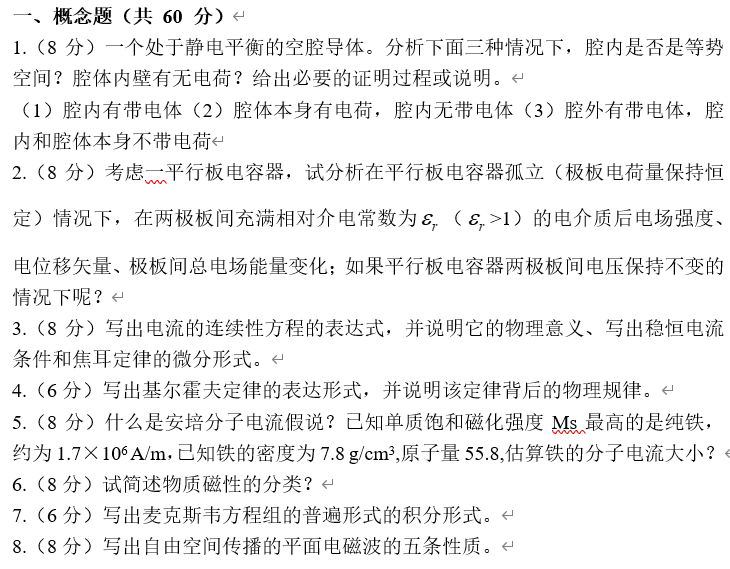 一、概念题（共 60 分）
1.（8 分）一个处于静电平衡的空腔导体。分析下面三种情况下，腔内是否是等势
空间？腔体内壁有无电荷？给出必要的证明过程或说明。
（1）腔内有带电体（2）腔体本身有电荷，腔内无带电体（3）腔外有带电体，腔
内和腔体本身不带电荷
2.（8 分）考虑一平行板电容器，试分析在平行板电容器孤立（极板电荷量保持恒
定）情况下，在两极板间充满相对介电常数为 εr （ εr >1）的电介质后电场强度、
电位移矢量、极板间总电场能量变化；如果平行板电容器两极板间电压保持不变的
情况下呢？
3.（8 分）写出电流的连续性方程的表达式，并说明它的物理意义、写出稳恒电流
条件和焦耳定律的微分形式。
4.（6 分）写出基尔霍夫定律的表达形式，并说明该定律背后的物理规律。
5.（8 分）什么是安培分子电流假说？已知单质饱和磁化强度 Ms 最高的是纯铁，
约为 1.7×10⁶ A/m，已知铁的密度为 7.8 g/cm³,原子量 55.8,估算铁的分子电流大小？
6.（8 分）试简述物质磁性的分类？
7.（6 分）写出麦克斯韦方程组的普遍形式的积分形式。
8.（8 分）写出自由空间传播的平面电磁波的五条性质。